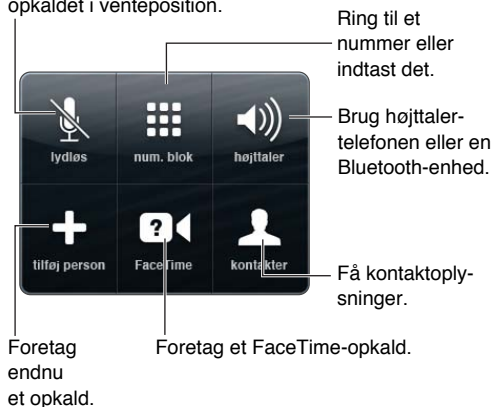 opkaldet i venteposition.
Ring til et
nummer eller
indtast det.
Brug højttaler-
telefonen eller en
Bluetooth-enhed.
lydløs
num. blok
højttaler
tilføj person
FaceTime
kontakter
Få kontaktoply-
sninger.
Foretag
endnu
et opkald.
Foretag et FaceTime-opkald.